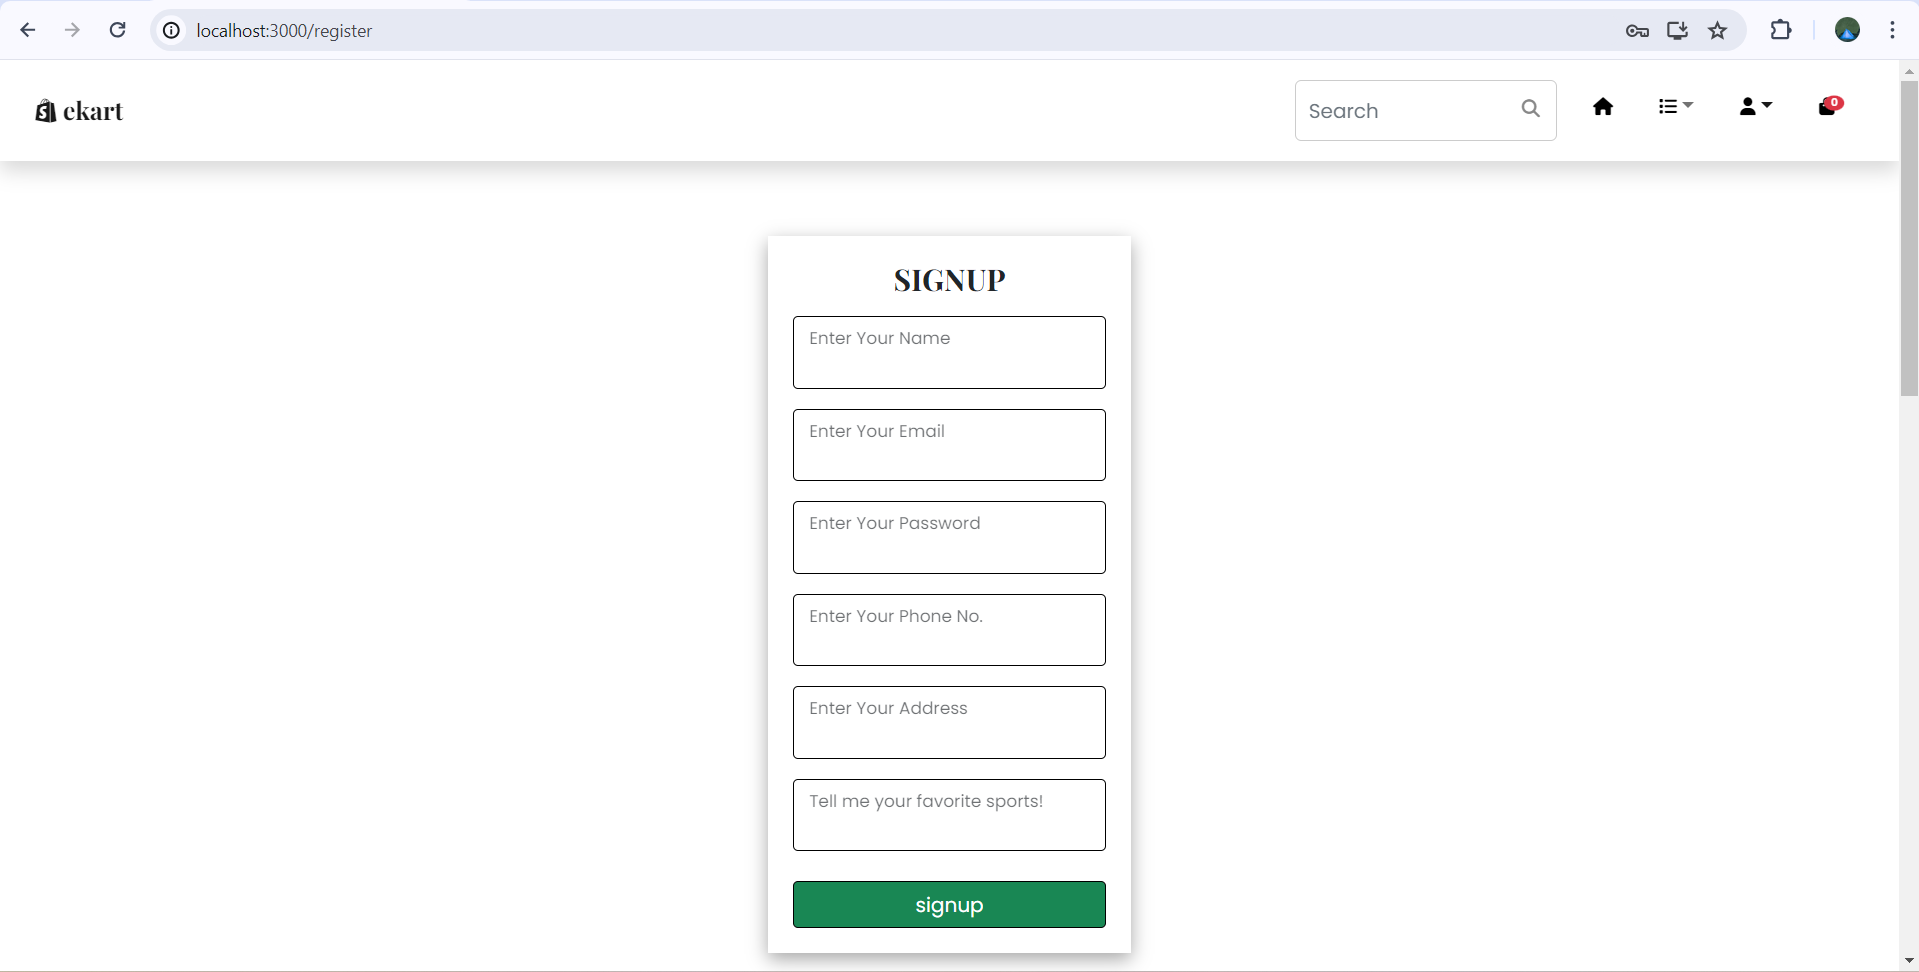 localhost:3000/register
ekart
Search
0
SIGNUP
Enter Your Name
Enter Your Email
Enter Your Password
Enter Your Phone No.
Enter Your Address
Tell me your favorite sports!
signup